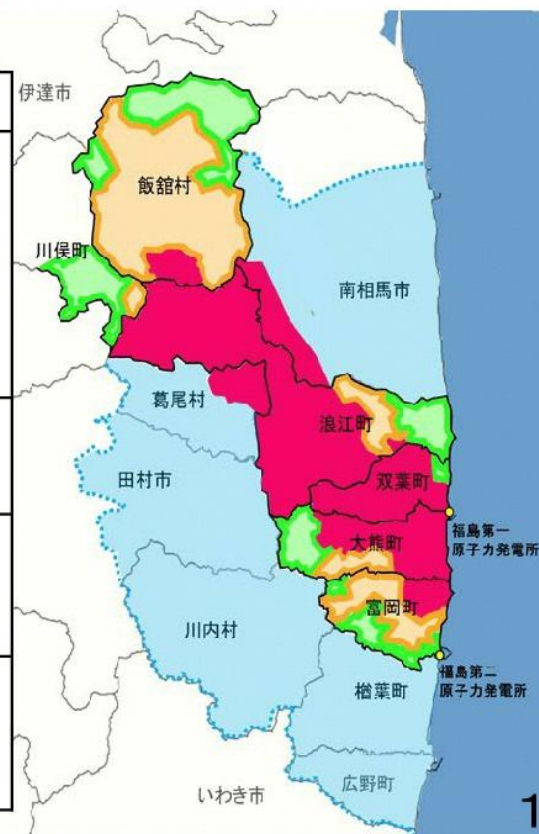 伊達市
飯舘村
川俣町
南相馬市
葛尾村
浪江町
田村市
双葉町
福島第一
原子力発電所
大熊町
富岡町
川内村
福島第二
原子力発電所
楢葉町
広野町
いわき市
1